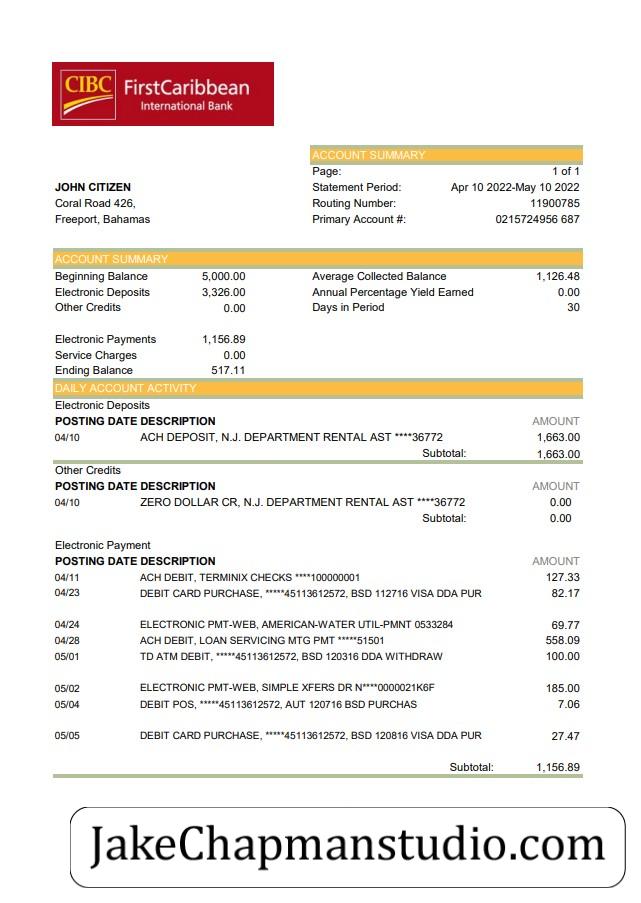 CIBC FirstCaribbean
International Bank
ACCOUNT SUMMARY
Page: 1 of 1
JOHN CITIZEN Statement Period: Apr 10 2022-May 10 2022
Coral Road 426, Routing Number: 11900785
Freeport, Bahamas Primary Account #: 0215724956 687
ACCOUNT SUMMARY
Beginning Balance 5,000.00 Average Collected Balance 1,126.48
Electronic Deposits 3,326.00 Annual Percentage Yield Earned 0.00
Other Credits 0.00 Days in Period 30
Electronic Payments 1,156.89
Service Charges 0.00
Ending Balance 517.11
DAILY ACCOUNT ACTIVITY
Electronic Deposits
POSTING DATE DESCRIPTION AMOUNT
04/10 ACH DEPOSIT, N.J. DEPARTMENT RENTAL AST ****36772 1,663.00
Subtotal: 1,663.00
Other Credits
POSTING DATE DESCRIPTION AMOUNT
04/10 ZERO DOLLAR CR, N.J. DEPARTMENT RENTAL AST ****36772 0.00
Subtotal: 0.00
Electronic Payment
POSTING DATE DESCRIPTION AMOUNT
04/11 ACH DEBIT, TERMINIX CHECKS ****100000001 127.33
04/23 DEBIT CARD PURCHASE, *****45113612572, BSD 112716 VISA DDA PUR 82.17
04/24 ELECTRONIC PMT-WEB, AMERICAN-WATER UTIL-PMNT 0533284 69.77
04/28 ACH DEBIT, LOAN SERVICING MTG PMT *****51501 558.09
05/01 TD ATM DEBIT, *****45113612572, BSD 120316 DDA WITHDRAW 100.00
05/02 ELECTRONIC PMT-WEB, SIMPLE XFERS DR N****0000021K6F 185.00
05/04 DEBIT POS, *****45113612572, AUT 120716 BSD PURCHAS 7.06
05/05 DEBIT CARD PURCHASE, *****45113612572, BSD 120816 VISA DDA PUR 27.47
Subtotal: 1,156.89
JakeChapmanstudio.com